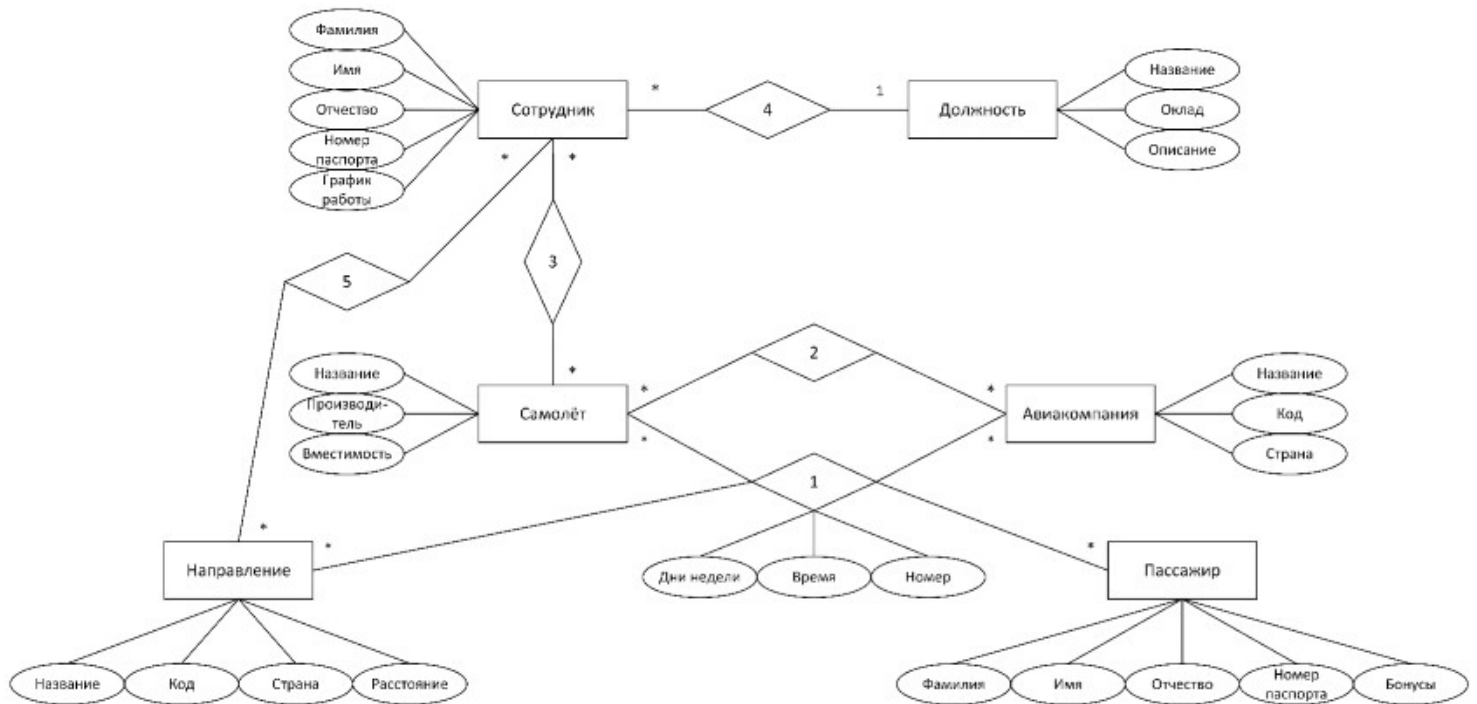 Фамилия
Имя
Отчество
Номер
паспорта
График
работы
Сотрудник
*
4
1
Должность
Название
Оклад
Описание
*
*
5
3
*
Название
Производи-
тель
Вместимость
Самолёт
*
*
2
*
*
Авиакомпания
Название
Код
Страна
1
*
*
*
Направление
Дни недели
Время
Номер
Пассажир
Название
Код
Страна
Расстояние
Фамилия
Имя
Отчество
Номер
паспорта
Бонусы